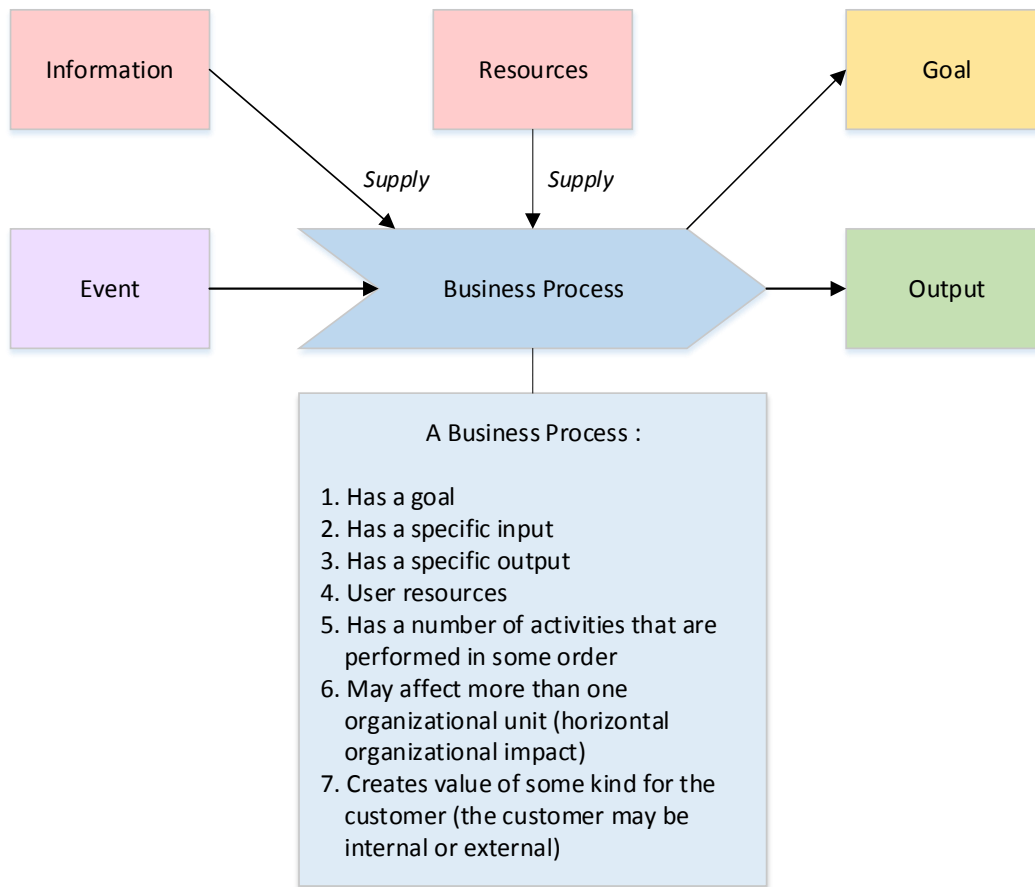 Information
Resources
Goal
Supply
Supply
Event
Business Process
Output
A Business Process :
1. Has a goal
2. Has a specific input
3. Has a specific output
4. User resources
5. Has a number of activities that are
performed in some order
6. May affect more than one
organizational unit (horizontal
organizational impact)
7. Creates value of some kind for the
customer (the customer may be
internal or external)